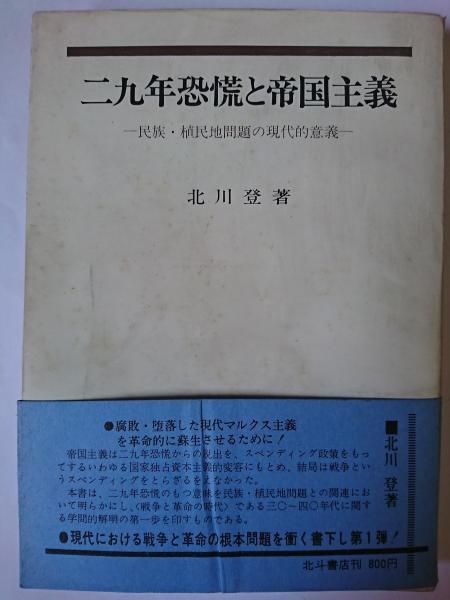 二九年恐慌と帝国主義
―民族・植民地問題の現代的意義―
北川登著
●腐敗・堕落した現代マルクス主義
を革命的に蘇生させるために！
帝国主義は二九年恐慌からの脱出を、スペンディング政策をもっ
てするいわゆる国家独占資本主義的変容にもとめ、結局は戦争とい
うスペンディングをとらざるをえなかった。
本書は、二九年恐慌のもつ意味を民族・植民地問題との関連にお
いて明らかにし、〈戦争と革命の時代〉である三〇～四〇年代に関す
る学問的解明の第一歩を印すものである。
●現代における戦争と革命の根本問題を衝く書下し第1弾！
■北川 登著
北斗書店刊 800円